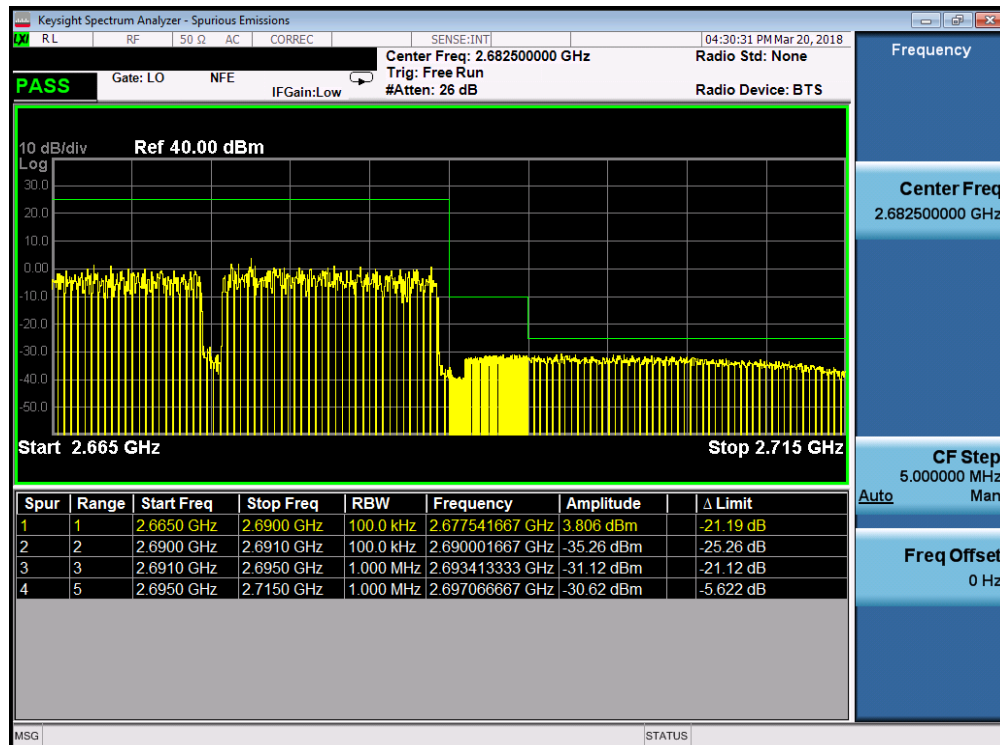 Keysight Spectrum Analyzer - Spurious Emissions
LXI RL RF 50 Ω AC CORREC SENSE:INT 04:30:31 PM Mar 20, 2018
Center Freq: 2.682500000 GHz Radio Std: None
PASS Gate: LO NFE Trig: Free Run
IFGain:Low #Atten: 26 dB Radio Device: BTS
10 dB/div Ref 40.00 dBm
Log
30.0
20.0
10.0
0.00
-10.0
-20.0
-30.0
-40.0
-50.0
Start 2.665 GHz Stop 2.715 GHz
Spur Range Start Freq Stop Freq RBW Frequency Amplitude Δ Limit
1 1 2.6650 GHz 2.6900 GHz 100.0 kHz 2.677541667 GHz 3.806 dBm -21.19 dB
2 2 2.6900 GHz 2.6910 GHz 100.0 kHz 2.690001667 GHz -35.26 dBm -25.26 dB
3 3 2.6910 GHz 2.6950 GHz 1.000 MHz 2.693413333 GHz -31.12 dBm -21.12 dB
4 5 2.6950 GHz 2.7150 GHz 1.000 MHz 2.697066667 GHz -30.62 dBm -5.622 dB
Frequency
Center Freq
2.682500000 GHz
CF Step
5.000000 MHz
Auto Man
Freq Offset
0 Hz
MSG STATUS